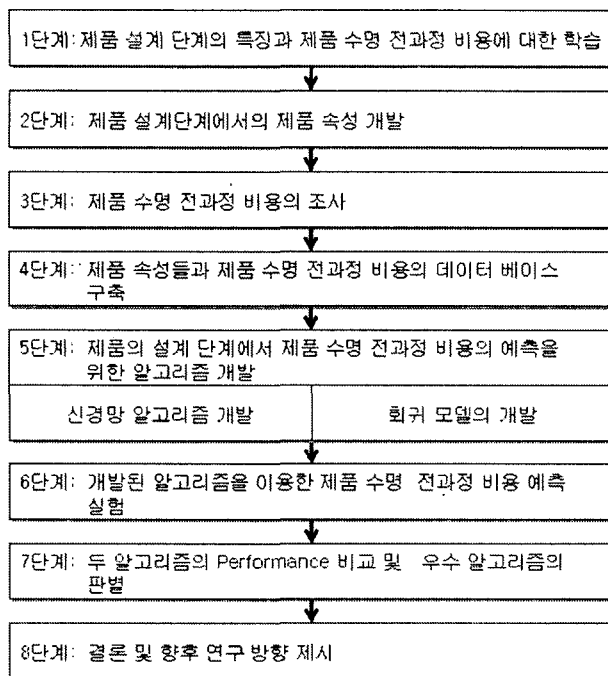 1단계: 제품 설계 단계의 특징과 제품 수명 전과정 비용에 대한 학습
2단계: 제품 설계단계에서의 제품 속성 개발
3단계: 제품 수명 전과정 비용의 조사
4단계: 제품 속성들과 제품 수명 전과정 비용의 데이터 베이스
구축
5단계: 제품의 설계 단계에서 제품 수명 전과정 비용의 예측을
위한 알고리즘 개발
신경망 알고리즘 개발
회귀 모델의 개발
6단계: 개발된 알고리즘을 이용한 제품 수명 전과정 비용 예측
실험
7단계: 두 알고리즘의 Performance 비교 및 우수 알고리즘의
판별
8단계: 결론 및 향후 연구 방향 제시